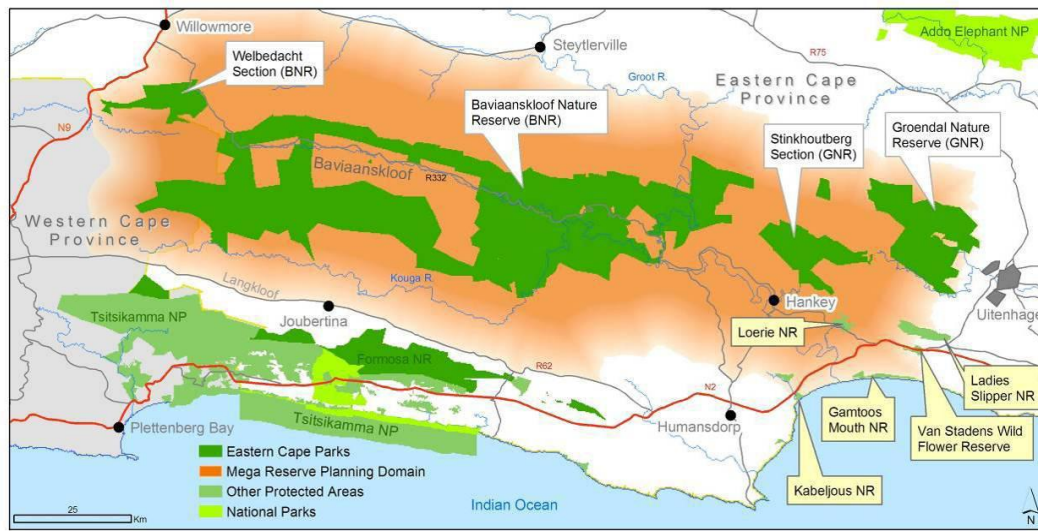 Willowmore
Welbedacht
Section (BNR)
Steytlerville
Addo Elephant NP
R75
Groot R.
Eastern Cape
Province
Baviaanskloof Nature
Reserve (BNR)
Stinkhoutberg
Section (GNR)
Groendal Nature
Reserve (GNR)
N9
Baviaanskloof
R332
Western Cape
Province
Kouga R.
Langkloof
Tsitsikamma NP
Joubertina
Hankey
Uitenhage
Loerie NR
Formosa NR
R62
N2
Ladies
Slipper NR
Gamtoos
Mouth NR
Van Stadens Wild
Flower Reserve
Humansdorp
Plettenberg Bay
Tsitsikamma NP
Kabeljous NR
Eastern Cape Parks
Mega Reserve Planning Domain
Other Protected Areas
National Parks
Indian Ocean
25
Km
N